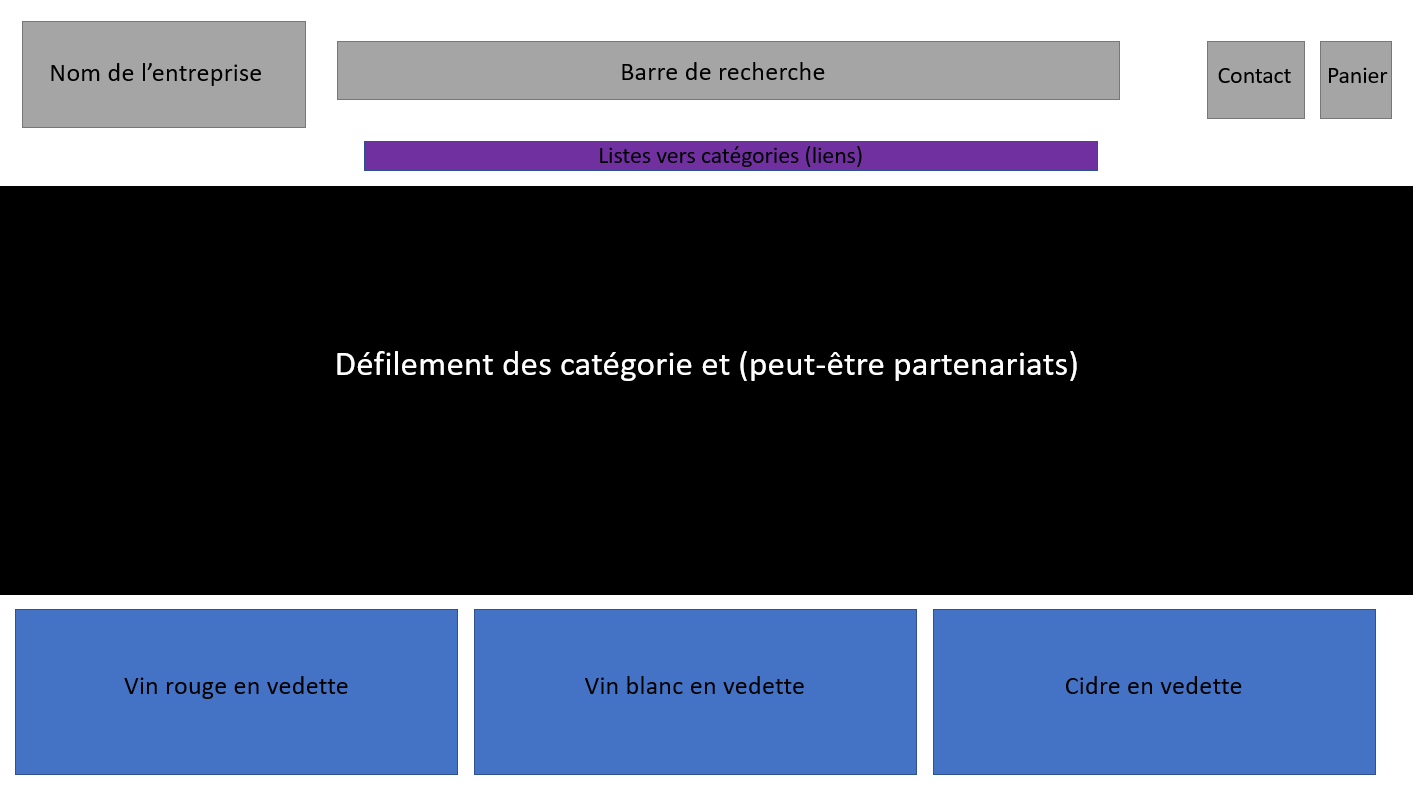 Nom de l’entreprise
Barre de recherche
Contact
Panier
Listes vers catégories (liens)
Défilement des catégorie et (peut-être partenariats)
Vin rouge en vedette
Vin blanc en vedette
Cidre en vedette